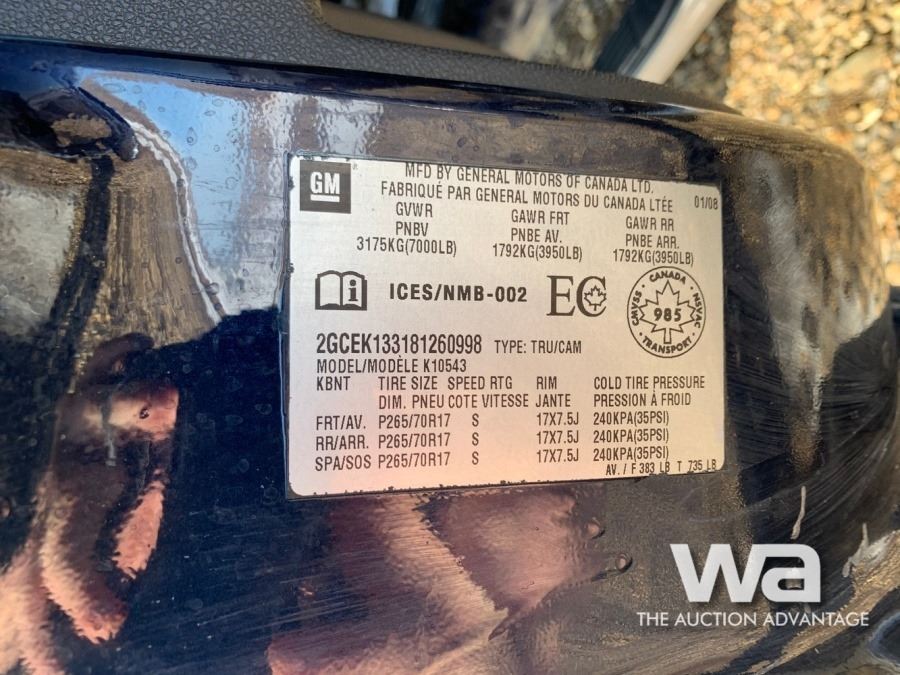 GM
MFD BY GENERAL MOTORS OF CANADA LTD.
FABRIQUÉ PAR GENERAL MOTORS DU CANADA LTÉE 01/08
GVWR GAWR FRT GAWR RR
PNBV PNBE AV. PNBE ARR.
3175KG(7000LB) 1792KG(3950LB) 1792KG(3950LB)
i ICES/NMB-002 EC
CANADA
CMVSS 985 NSVAC
TRANSPORT
2GCEK133181260998 TYPE: TRU/CAM
MODEL/MODÈLE K10543
KBNT TIRE SIZE SPEED RTG RIM COLD TIRE PRESSURE
DIM. PNEU COTE VITESSE JANTE PRESSION À FROID
FRT/AV. P265/70R17 S 17X7.5J 240KPA(35PSI)
RR/ARR. P265/70R17 S 17X7.5J 240KPA(35PSI)
SPA/SOS P265/70R17 S 17X7.5J 240KPA(35PSI)
AV. / F 383 LB T 735 LB
wa
THE AUCTION ADVANTAGE